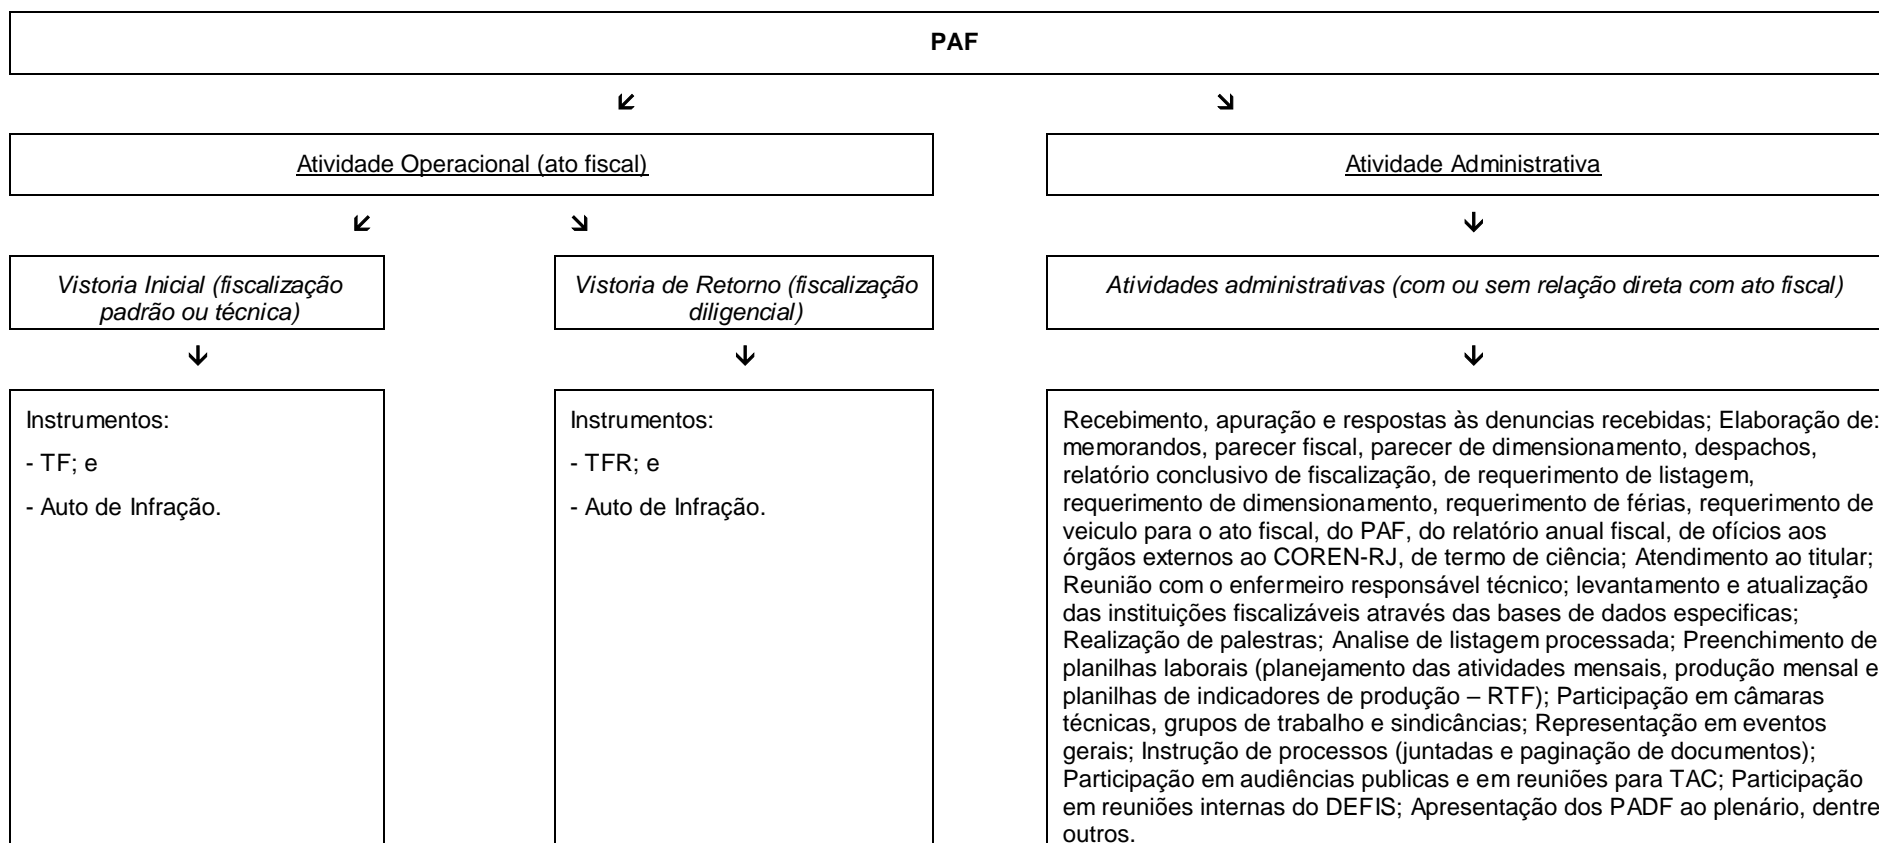 PAF
Atividade Operacional (ato fiscal)
Atividade Administrativa
Vistoria Inicial (fiscalização
padrão ou técnica)
Vistoria de Retorno (fiscalização
diligencial)
Atividades administrativas (com ou sem relação direta com ato fiscal)
Instrumentos:
- TF; e
- Auto de Infração.
Instrumentos:
- TFR; e
- Auto de Infração.
Recebimento, apuração e respostas às denuncias recebidas; Elaboração de:
memorandos, parecer fiscal, parecer de dimensionamento, despachos,
relatório conclusivo de fiscalização, de requerimento de listagem,
requerimento de dimensionamento, requerimento de férias, requerimento de
veiculo para o ato fiscal, do PAF, do relatório anual fiscal, de ofícios aos
órgãos externos ao COREN-RJ, de termo de ciência; Atendimento ao titular;
Reunião com o enfermeiro responsável técnico; levantamento e atualização
das instituições fiscalizáveis através das bases de dados especificas;
Realização de palestras; Analise de listagem processada; Preenchimento de
planilhas laborais (planejamento das atividades mensais, produção mensal e
planilhas de indicadores de produção – RTF); Participação em câmaras
técnicas, grupos de trabalho e sindicâncias; Representação em eventos
gerais; Instrução de processos (juntadas e paginação de documentos);
Participação em audiências publicas e em reuniões para TAC; Participação
em reuniões internas do DEFIS; Apresentação dos PADF ao plenário, dentre
outros.